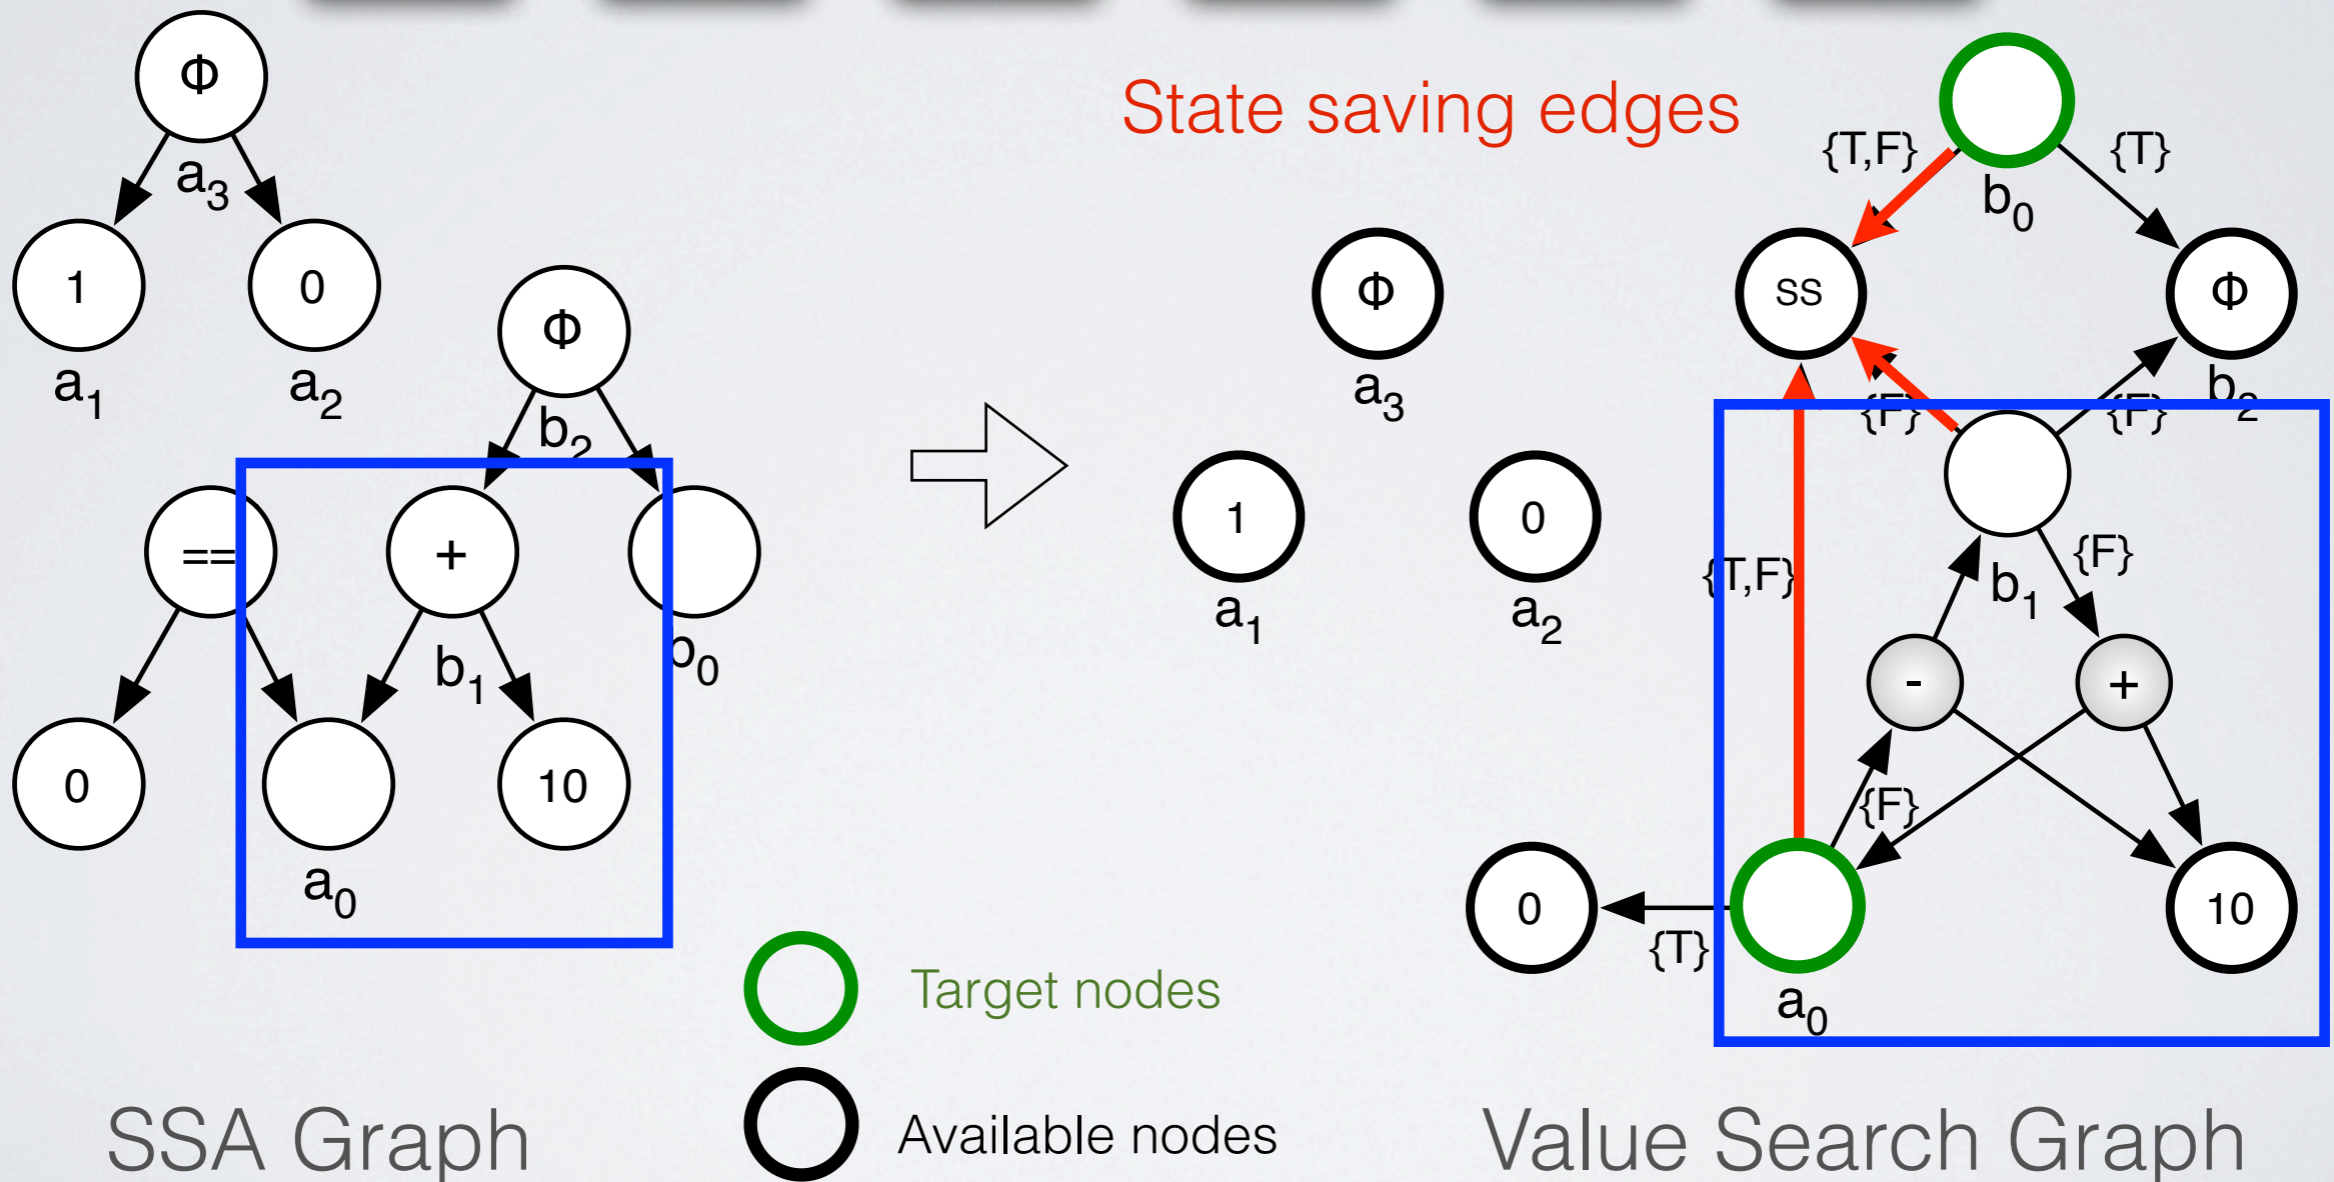 Φ
a3
1
0
a1
a2
Φ
b2
==
+
b1
b0
0
10
a0
SSA Graph
State saving edges
{T,F}
{T}
b0
Φ
a3
SS
Φ
b2
{F}
{F}
1
0
a1
a2
{T,F}
{F}
b1
-
+
{F}
0
{T}
a0
10
Target nodes
Available nodes
Value Search Graph